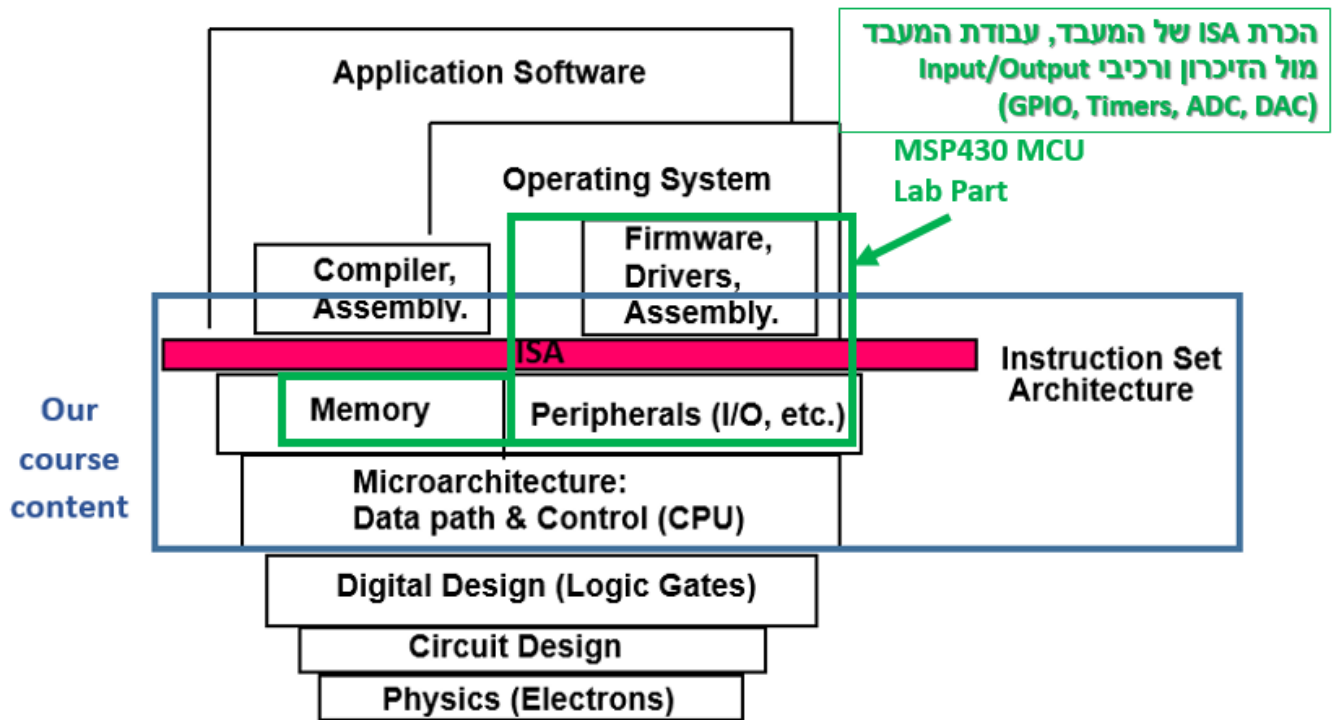 הכרת ISA של המעבד, עבודת המעבד
מול הזיכרון ורכיבי Input/Output
(GPIO, Timers, ADC, DAC)
Application Software
MSP430 MCU
Lab Part
Operating System
Compiler,
Assembly.
Firmware,
Drivers,
Assembly.
ISA
Instruction Set
Architecture
Our
course
content
Memory
Peripherals (I/O, etc.)
Microarchitecture:
Data path & Control (CPU)
Digital Design (Logic Gates)
Circuit Design
Physics (Electrons)